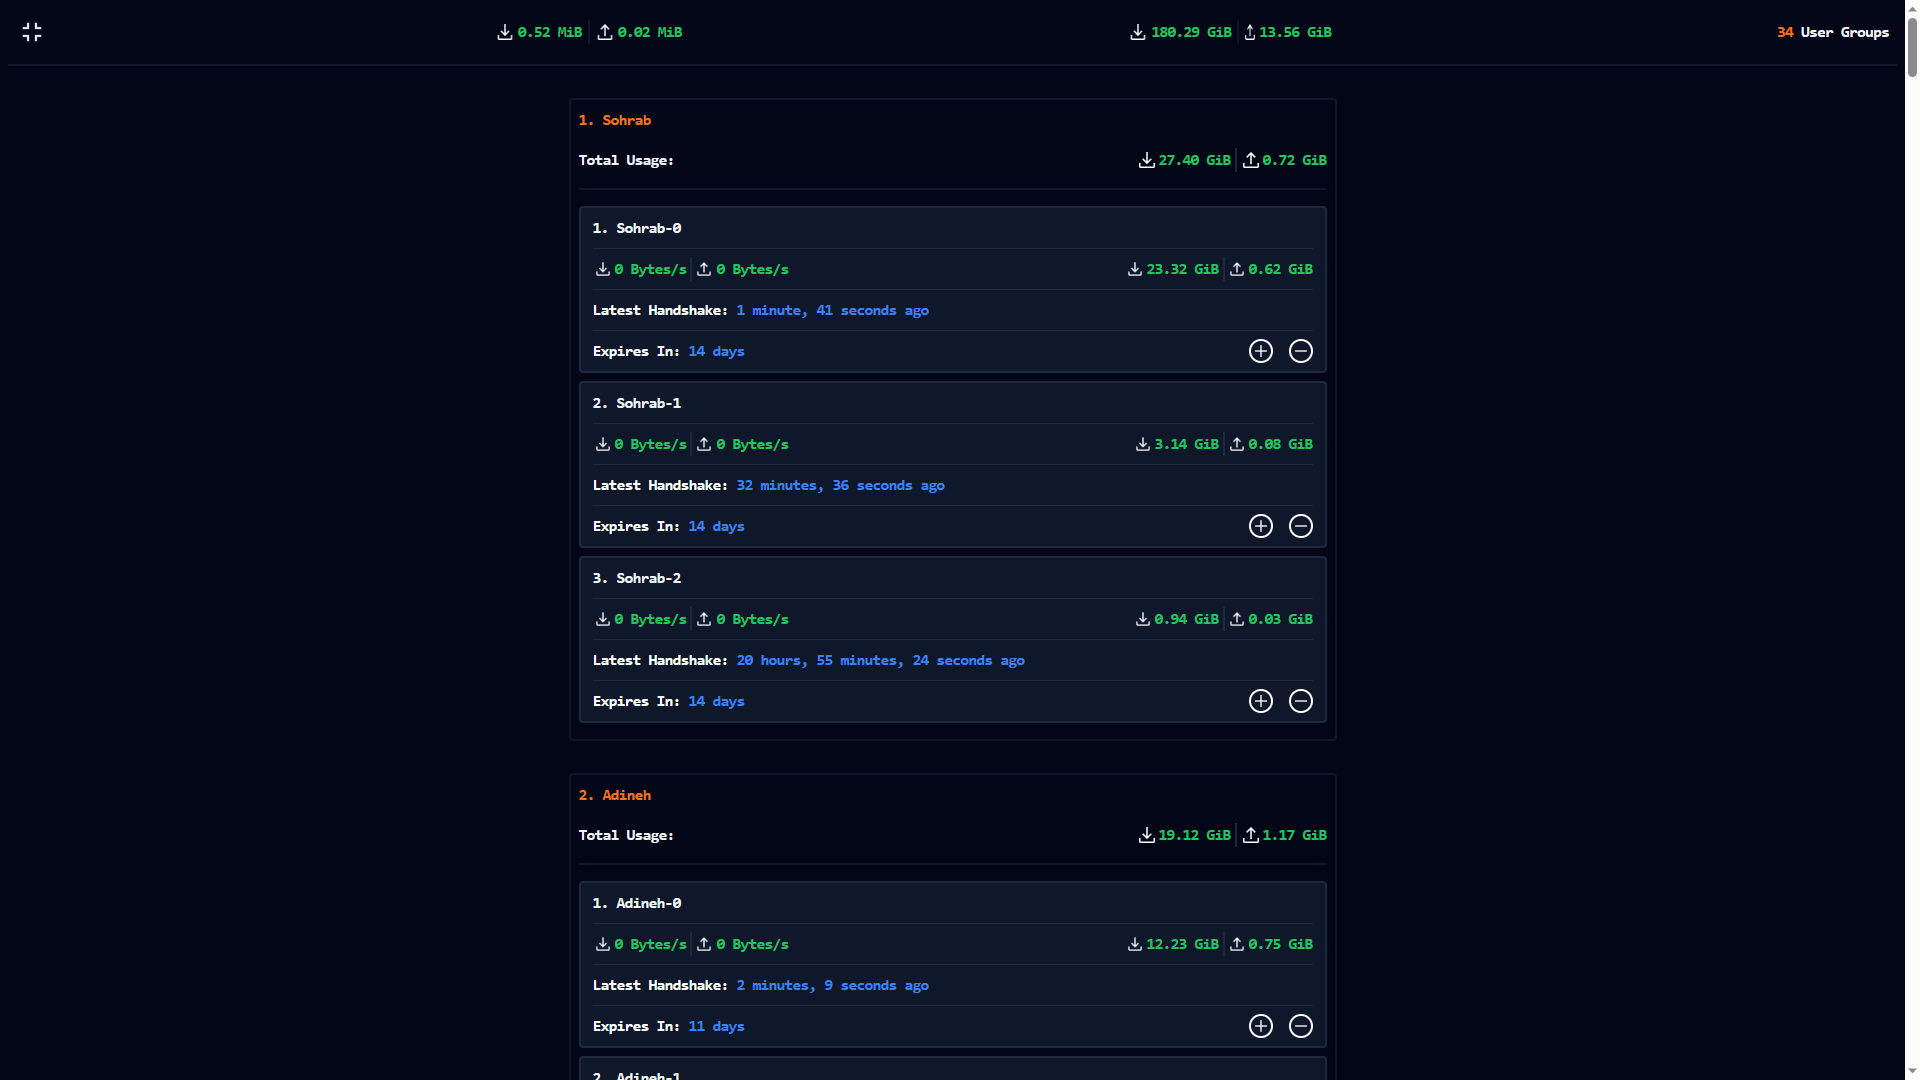 0.52 MiB 0.02 MiB 180.29 GiB 13.56 GiB 34 User Groups
1. Sohrab
Total Usage: 27.40 GiB 0.72 GiB
1. Sohrab-0
0 Bytes/s 0 Bytes/s 23.32 GiB 0.62 GiB
Latest Handshake: 1 minute, 41 seconds ago
Expires In: 14 days
2. Sohrab-1
0 Bytes/s 0 Bytes/s 3.14 GiB 0.08 GiB
Latest Handshake: 32 minutes, 36 seconds ago
Expires In: 14 days
3. Sohrab-2
0 Bytes/s 0 Bytes/s 0.94 GiB 0.03 GiB
Latest Handshake: 20 hours, 55 minutes, 24 seconds ago
Expires In: 14 days
2. Adineh
Total Usage: 19.12 GiB 1.17 GiB
1. Adineh-0
0 Bytes/s 0 Bytes/s 12.23 GiB 0.75 GiB
Latest Handshake: 2 minutes, 9 seconds ago
Expires In: 11 days
2. Adineh-1